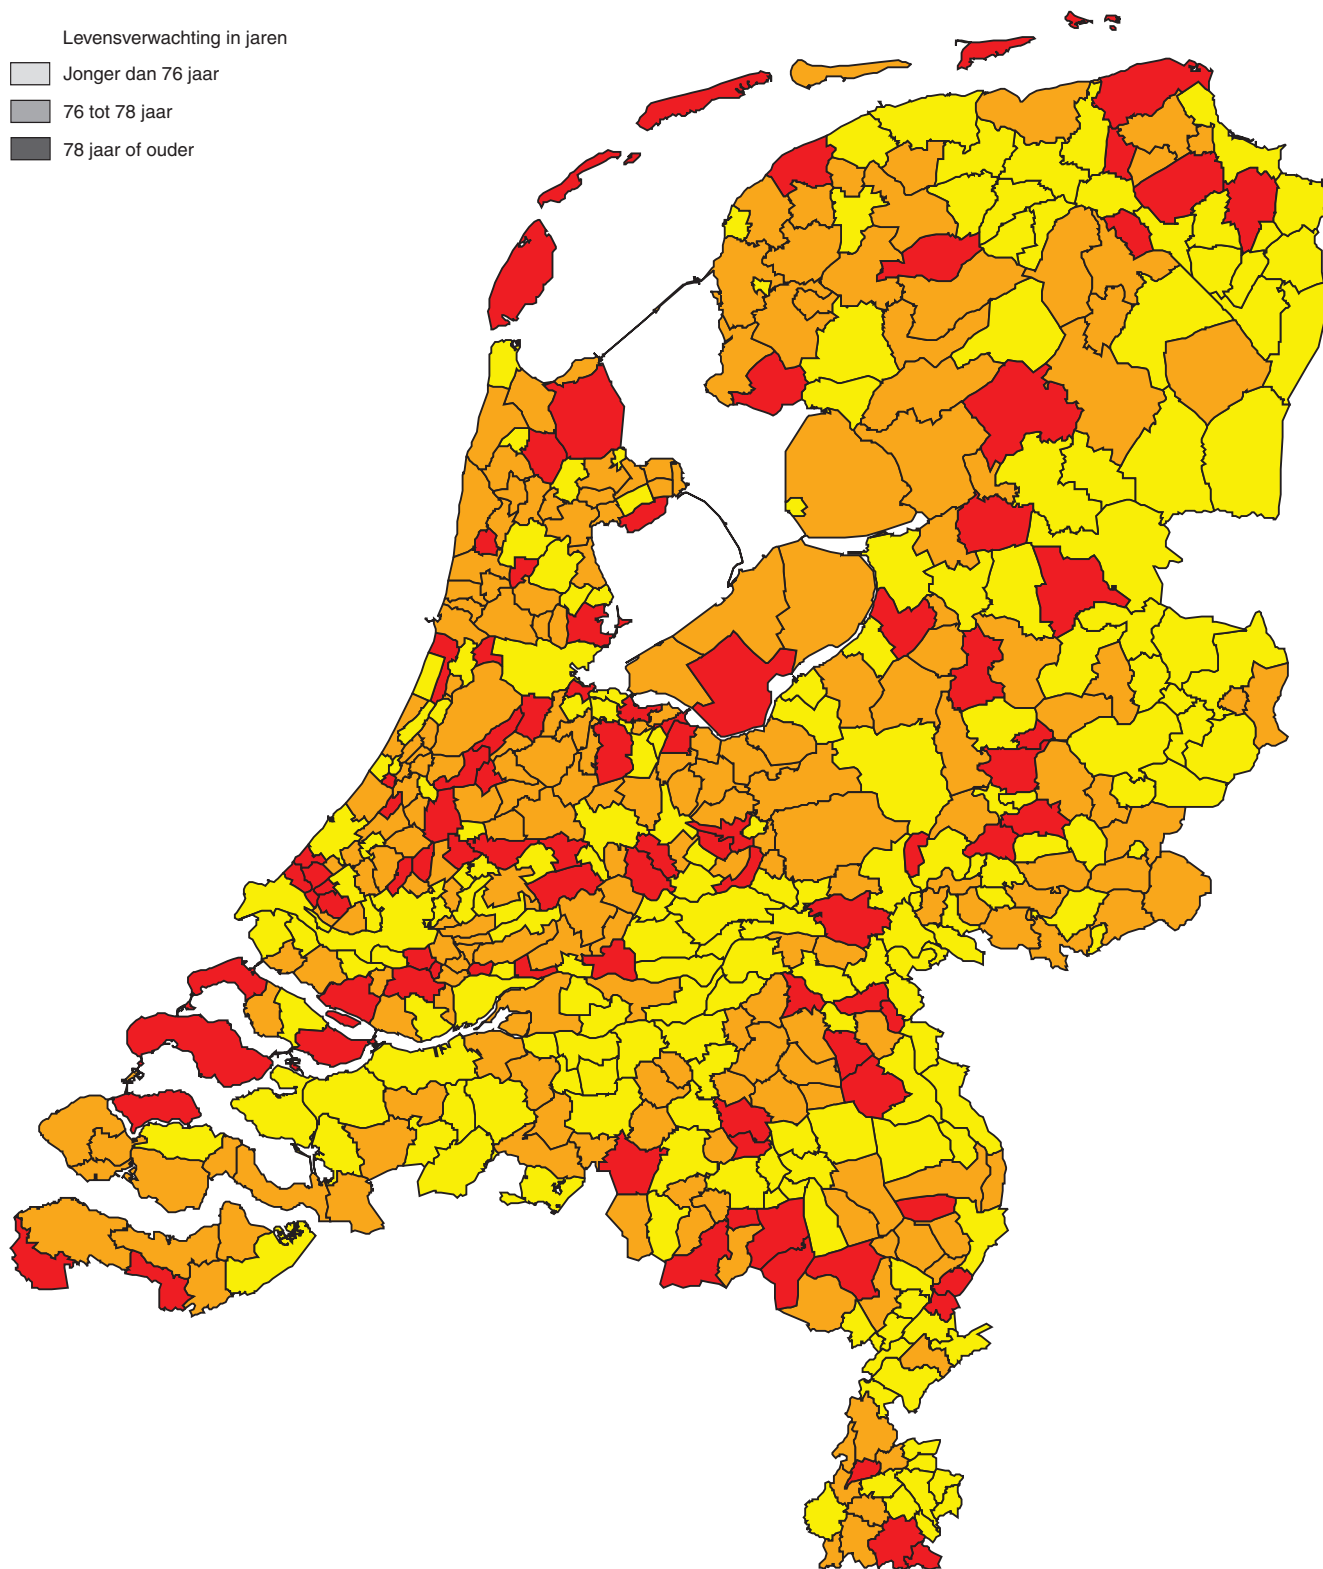 Levensverwachting in jaren
Jonger dan 76 jaar
76 tot 78 jaar
78 jaar of ouder